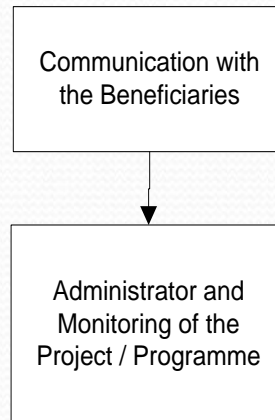 Communication with
the Beneficiaries
Administrator and
Monitoring of the
Project / Programme